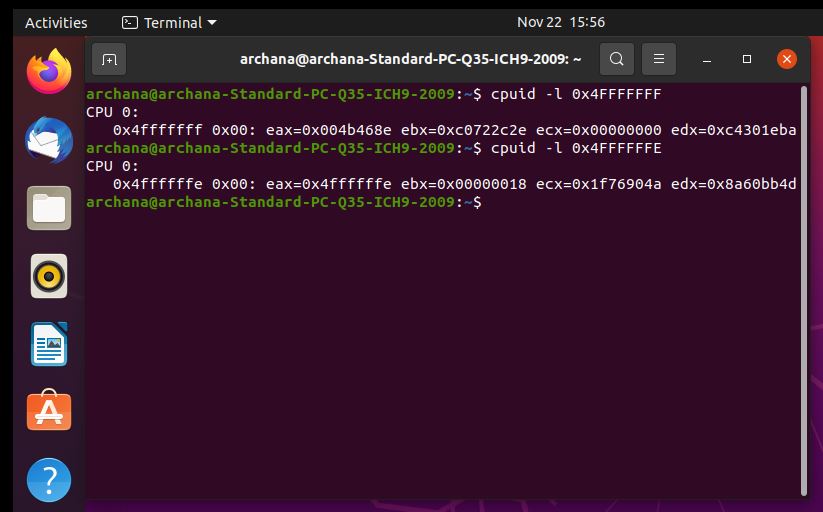 Activities Terminal Nov 22 15:56
archana@archana-Standard-PC-Q35-ICH9-2009: ~
archana@archana-Standard-PC-Q35-ICH9-2009:~$ cpuid -l 0x4FFFFFFF
CPU 0:
   0x4fffffff 0x00: eax=0x004b468e ebx=0xc0722c2e ecx=0x00000000 edx=0xc4301eba
archana@archana-Standard-PC-Q35-ICH9-2009:~$ cpuid -l 0x4FFFFFFE
CPU 0:
   0x4ffffffe 0x00: eax=0x4ffffffe ebx=0x00000018 ecx=0x1f76904a edx=0x8a60bb4d
archana@archana-Standard-PC-Q35-ICH9-2009:~$